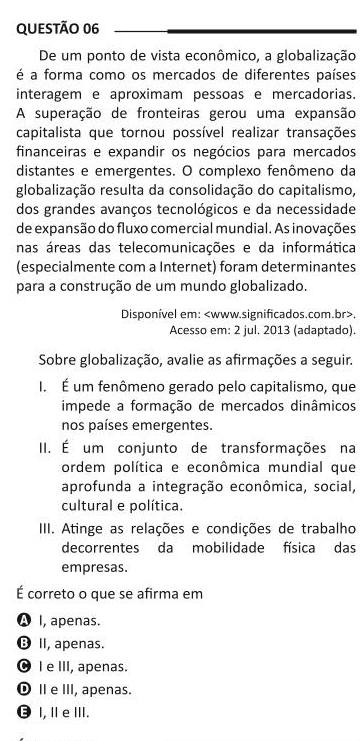 QUESTÃO 06
De um ponto de vista econômico, a globalização
é a forma como os mercados de diferentes países
interagem e aproximam pessoas e mercadorias.
A superação de fronteiras gerou uma expansão
capitalista que tornou possível realizar transações
financeiras e expandir os negócios para mercados
distantes e emergentes. O complexo fenômeno da
globalização resulta da consolidação do capitalismo,
dos grandes avanços tecnológicos e da necessidade
de expansão do fluxo comercial mundial. As inovações
nas áreas das telecomunicações e da informática
(especialmente com a Internet) foram determinantes
para a construção de um mundo globalizado.
Disponível em: <www.significados.com.br>.
Acesso em: 2 jul. 2013 (adaptado).
Sobre globalização, avalie as afirmações a seguir.
I. É um fenômeno gerado pelo capitalismo, que
impede a formação de mercados dinâmicos
nos países emergentes.
II. É um conjunto de transformações na
ordem política e econômica mundial que
aprofunda a integração econômica, social,
cultural e política.
III. Atinge as relações e condições de trabalho
decorrentes da mobilidade física das
empresas.
É correto o que se afirma em
A I, apenas.
B II, apenas.
C I e III, apenas.
D II e III, apenas.
E I, II e III.